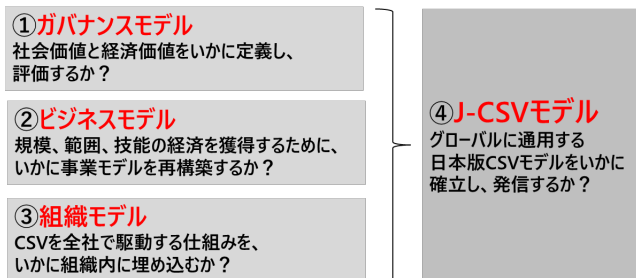 ①ガバナンスモデル
社会価値と経済価値をいかに定義し、
評価するか？
②ビジネスモデル
規模、範囲、技能の経済を獲得するために、
いかに事業モデルを再構築するか？
③組織モデル
CSVを全社で駆動する仕組みを、
いかに組織内に埋め込むか？
④J-CSVモデル
グローバルに通用する
日本版CSVモデルをいかに
確立し、発信するか？